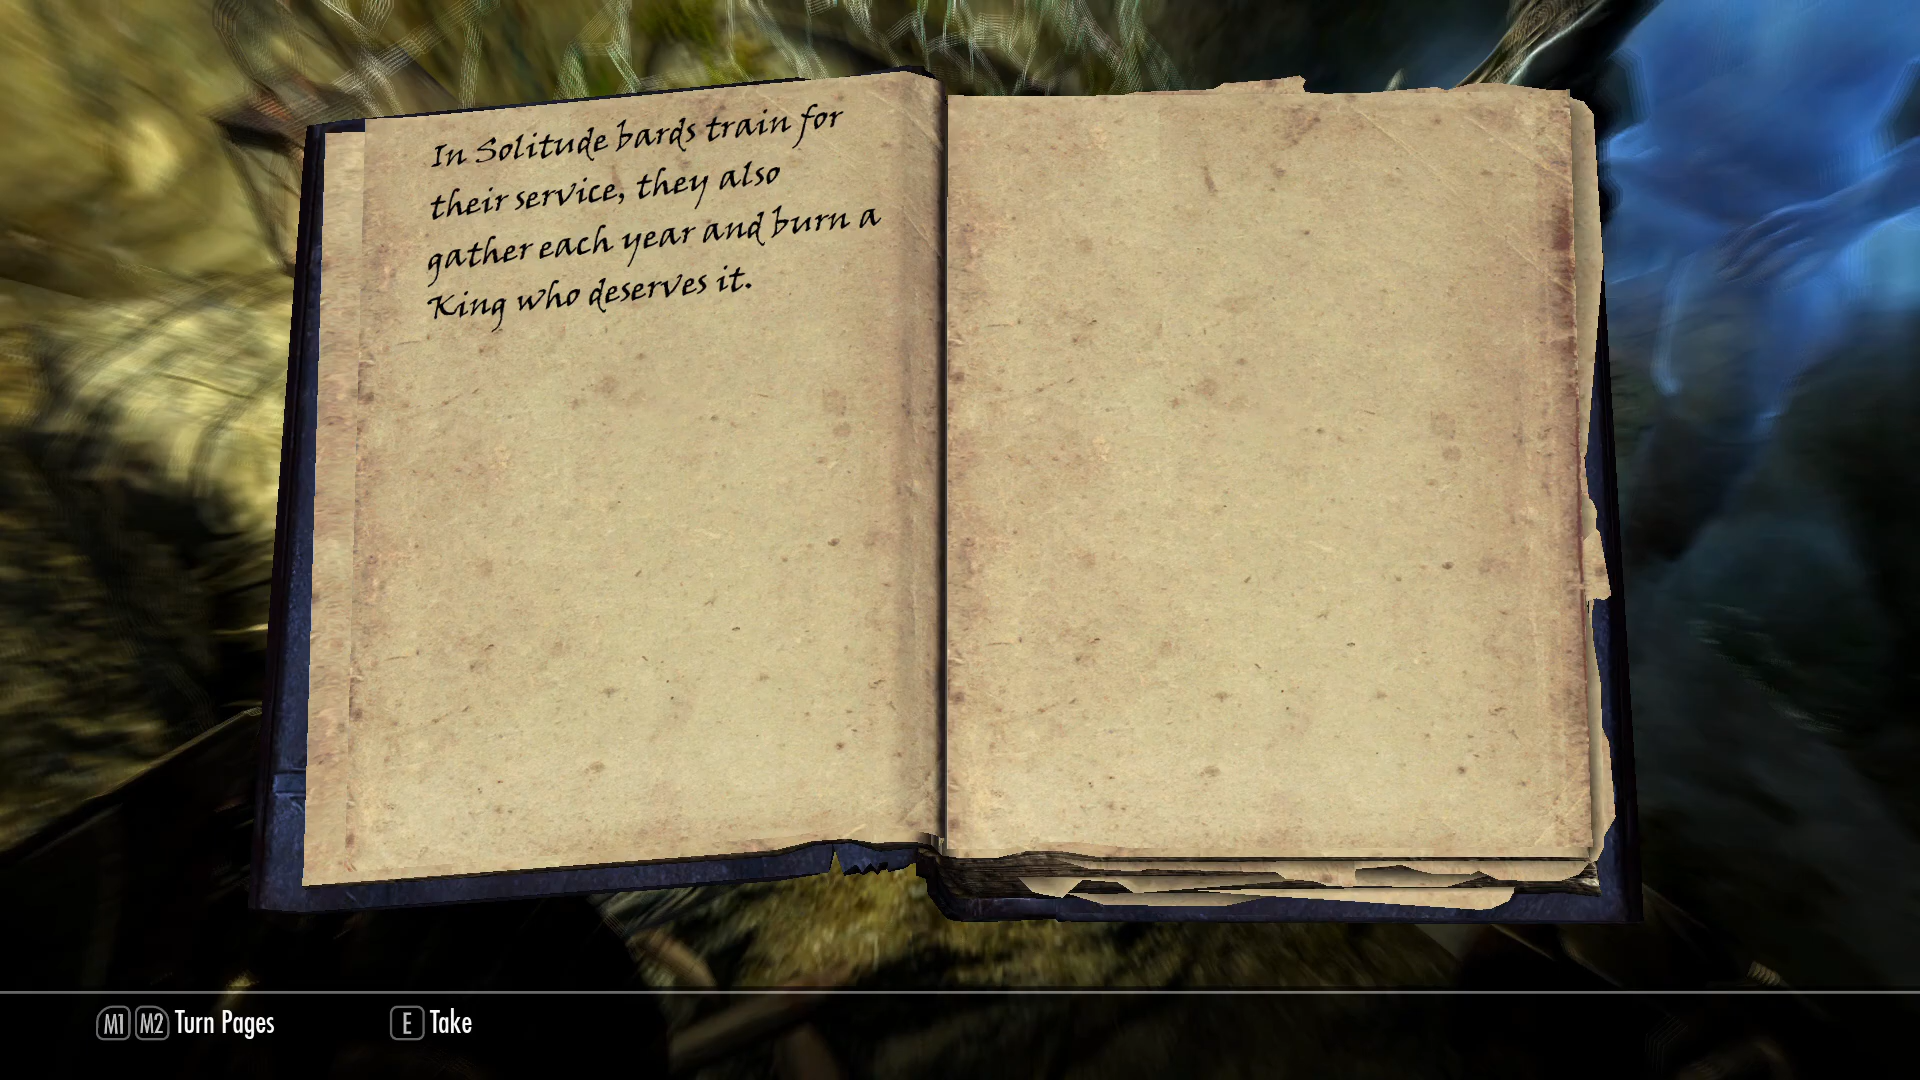 In Solitude bards train for
their service, they also
gather each year and burn a
King who deserves it.
M1 M2 Turn Pages
E Take